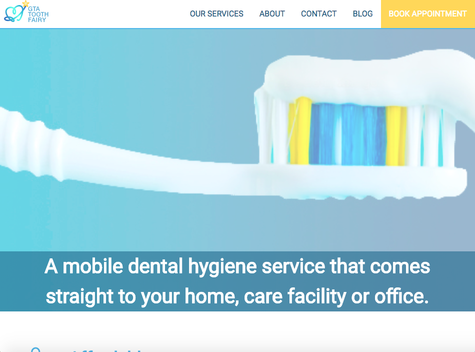 GTA
TOOTH
FAIRY
OUR SERVICES ABOUT CONTACT BLOG BOOK APPOINTMENT
A mobile dental hygiene service that comes
straight to your home, care facility or office.